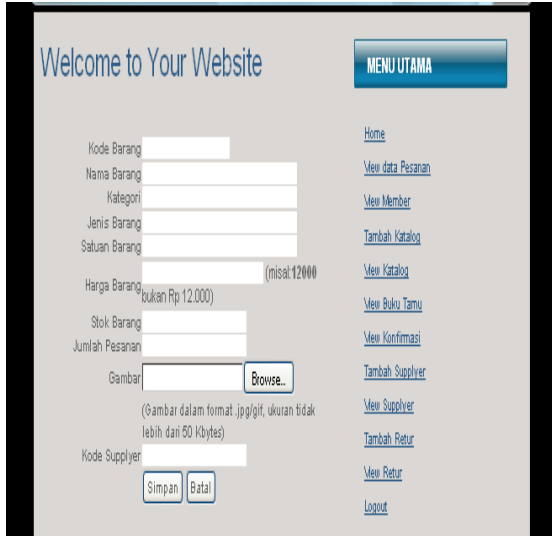 Welcome to Your Website
Kode Barang
Nama Barang
Kategori
Jenis Barang
Satuan Barang
Harga Barang (misal:12000
bukan Rp 12.000)
Stok Barang
Jumlah Pesanan
Gambar Browse...
(Gambar dalam format .jpg/gif, ukuran tidak
lebih dari 50 Kbytes)
Kode Supplyer
Simpan Batal
MENU UTAMA
Home
View data Pesanan
View Member
Tambah Katalog
View Katalog
View Buku Tamu
View Konfirmasi
Tambah Supplyer
View Supplyer
Tambah Retur
View Retur
Logout